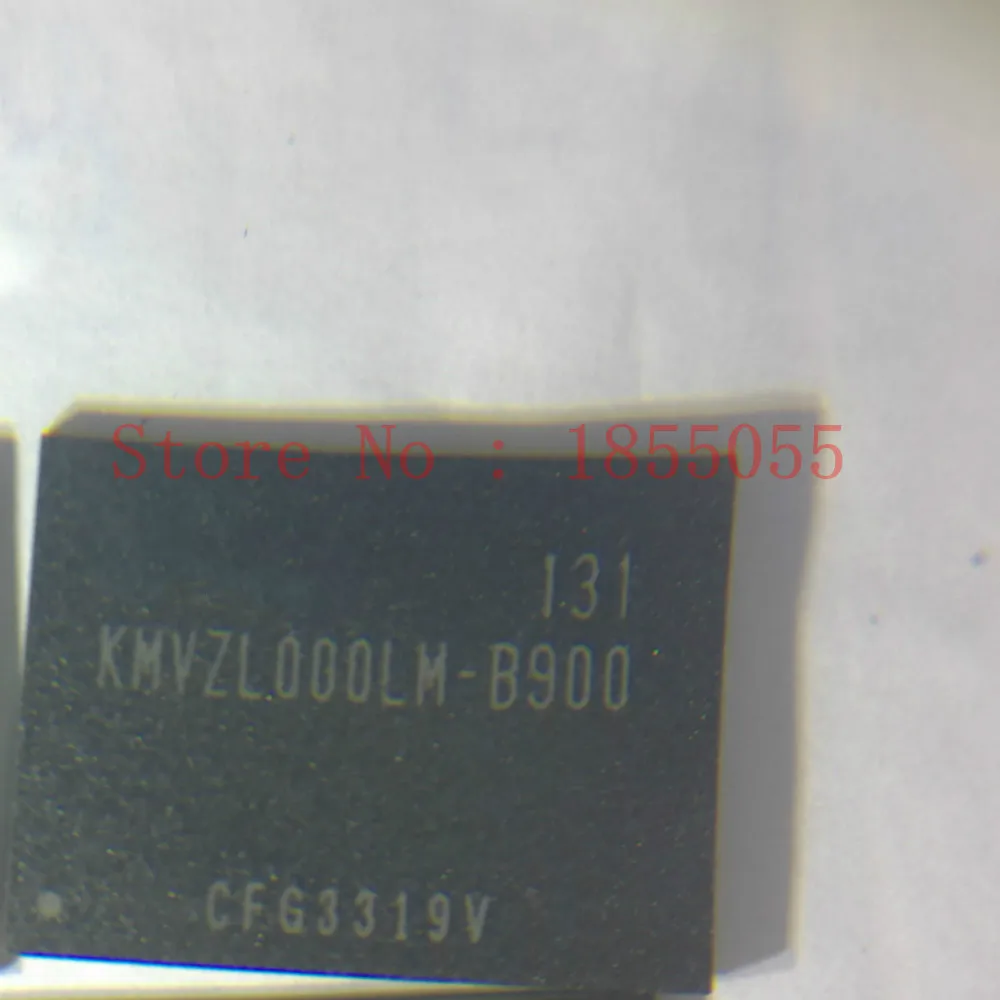 Store No : 1855055
131
KMVZL000LM-B900
CFG3319V